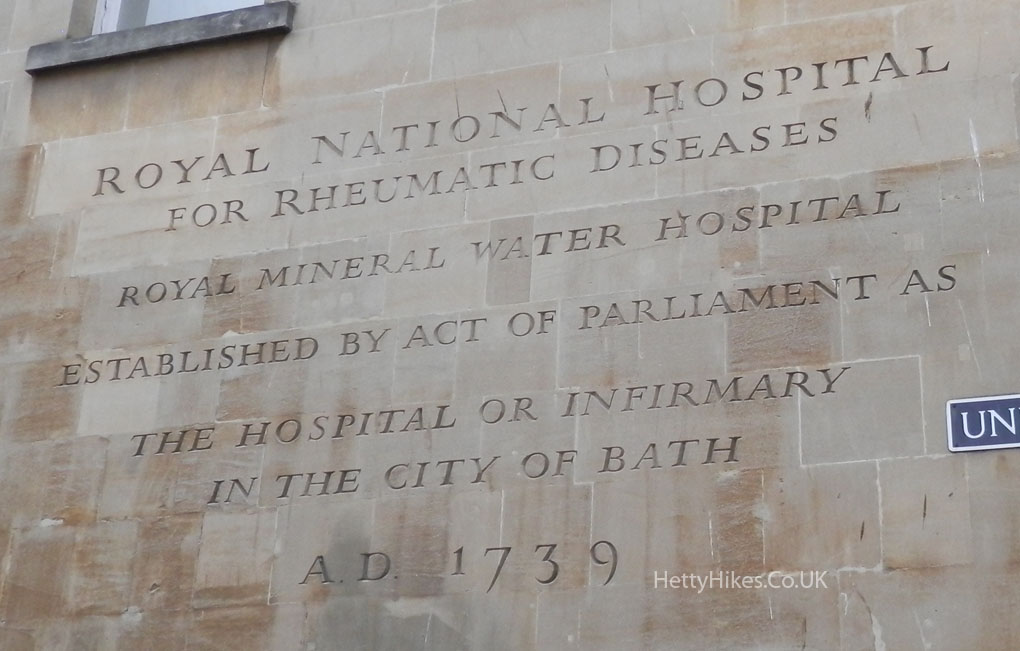 ROYAL NATIONAL HOSPITAL
FOR RHEUMATIC DISEASES
ROYAL MINERAL WATER HOSPITAL
ESTABLISHED BY ACT OF PARLIAMENT AS
THE HOSPITAL OR INFIRMARY
IN THE CITY OF BATH
A.D. 1739
UN
HettyHikes.Co.UK